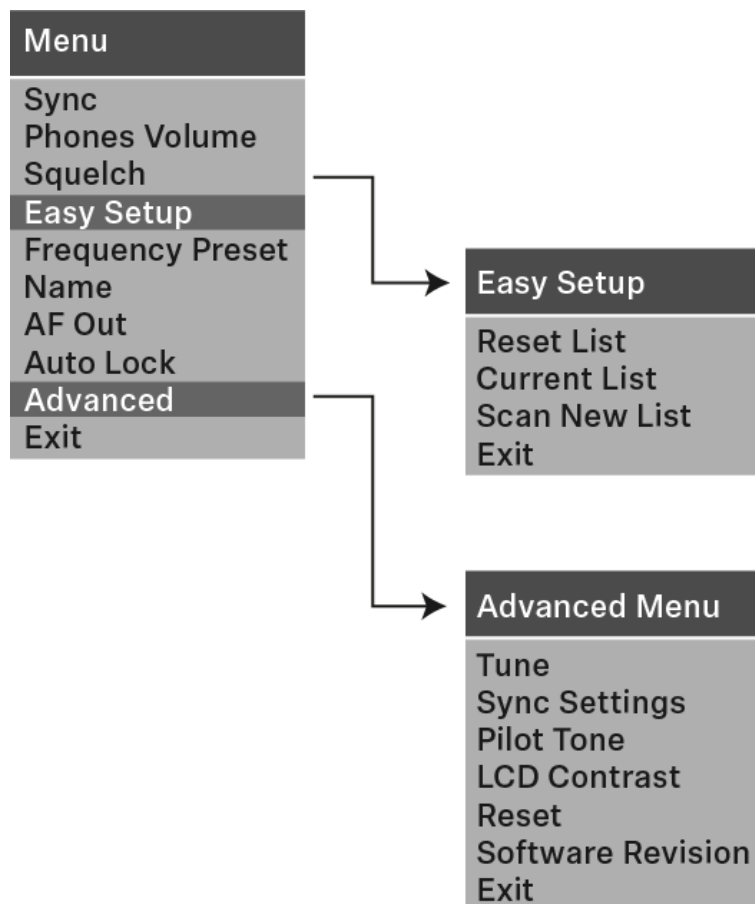 Menu
Sync
Phones Volume
Squelch
Easy Setup
Frequency Preset
Name
AF Out
Auto Lock
Advanced
Exit
Easy Setup
Reset List
Current List
Scan New List
Exit
Advanced Menu
Tune
Sync Settings
Pilot Tone
LCD Contrast
Reset
Software Revision
Exit